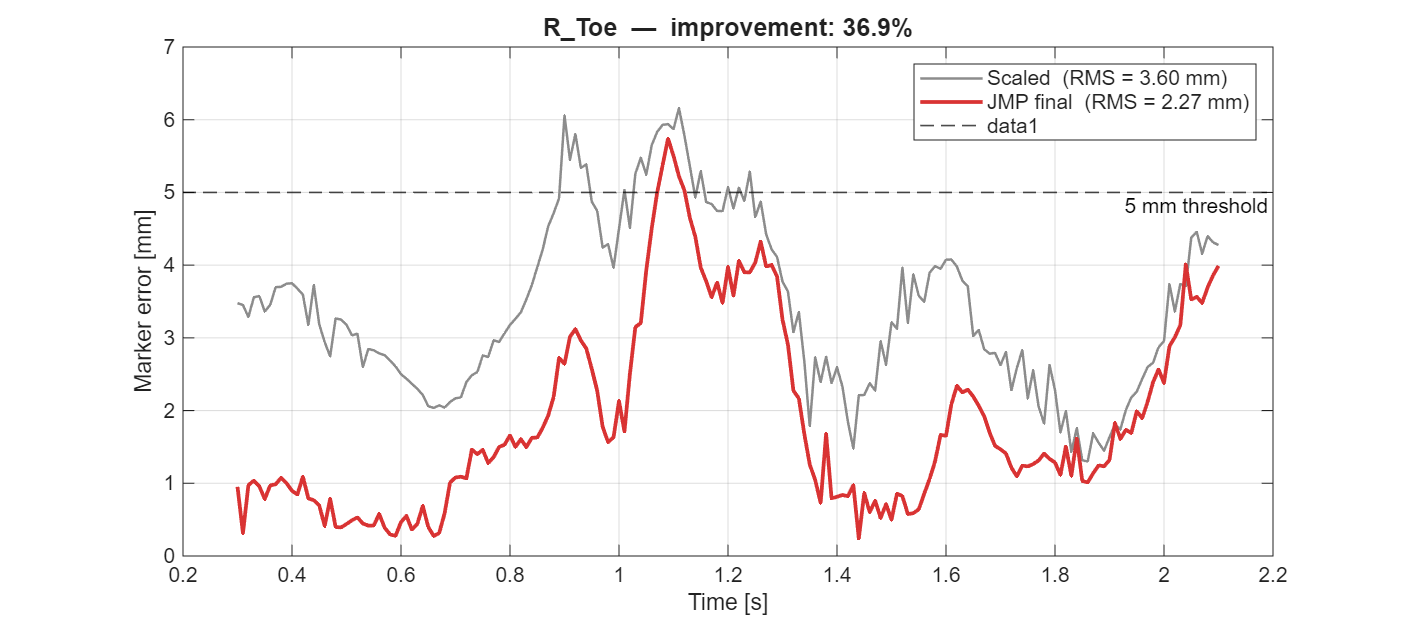 R_Toe — improvement: 36.9%
7
6
5
4
3
2
1
0
Marker error [mm]
Scaled (RMS = 3.60 mm)
JMP final (RMS = 2.27 mm)
data1
5 mm threshold
0.2 0.4 0.6 0.8 1 1.2 1.4 1.6 1.8 2 2.2
Time [s]